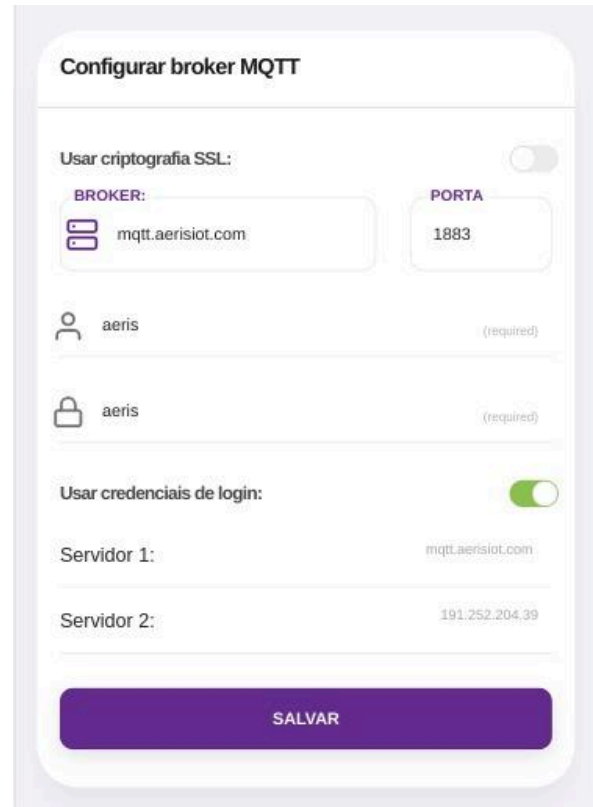 Configurar broker MQTT
Usar criptografia SSL:
BROKER:
mqtt.aerisiot.com
PORTA
1883
aeris
(required)
aeris
(required)
Usar credenciais de login:
Servidor 1:
mqtt.aerisiot.com
Servidor 2:
191.252.204.39
SALVAR